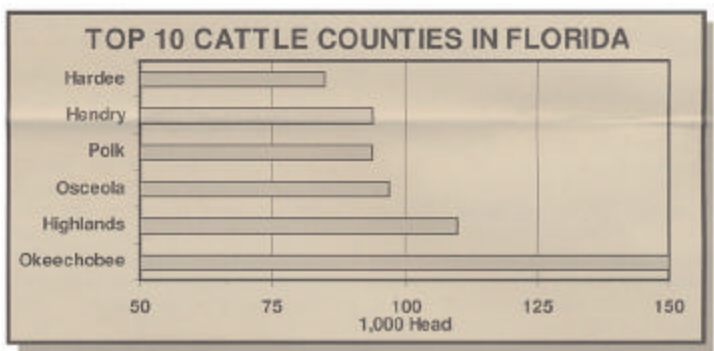 TOP 10 CATTLE COUNTIES IN FLORIDA
Hardee
Hendry
Polk
Osceola
Highlands
Okeechobee
50 75 100 125 150
1,000 Head